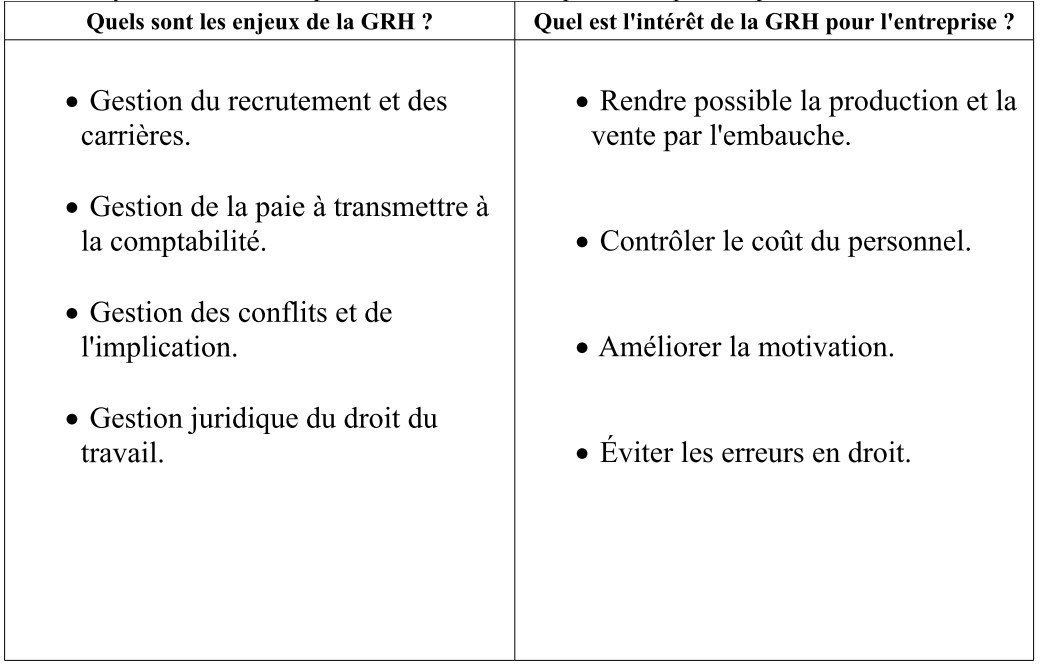 Quels sont les enjeux de la GRH ?
Quel est l'intérêt de la GRH pour l'entreprise ?
• Gestion du recrutement et des
carrières.
• Gestion de la paie à transmettre à
la comptabilité.
• Gestion des conflits et de
l'implication.
• Gestion juridique du droit du
travail.
• Rendre possible la production et la
vente par l'embauche.
• Contrôler le coût du personnel.
• Améliorer la motivation.
• Éviter les erreurs en droit.